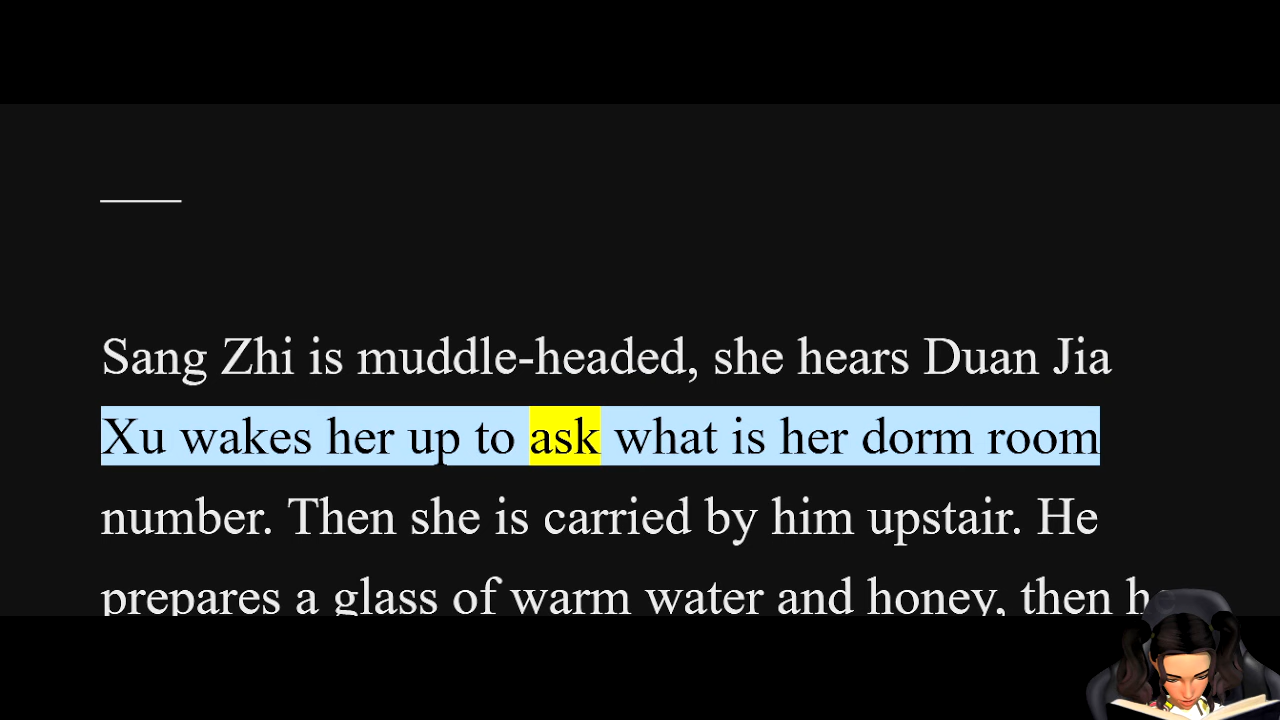 Sang Zhi is muddle-headed, she hears Duan Jia
Xu wakes her up to ask what is her dorm room
number. Then she is carried by him upstair. He
prepares a glass of warm water and honey, then he